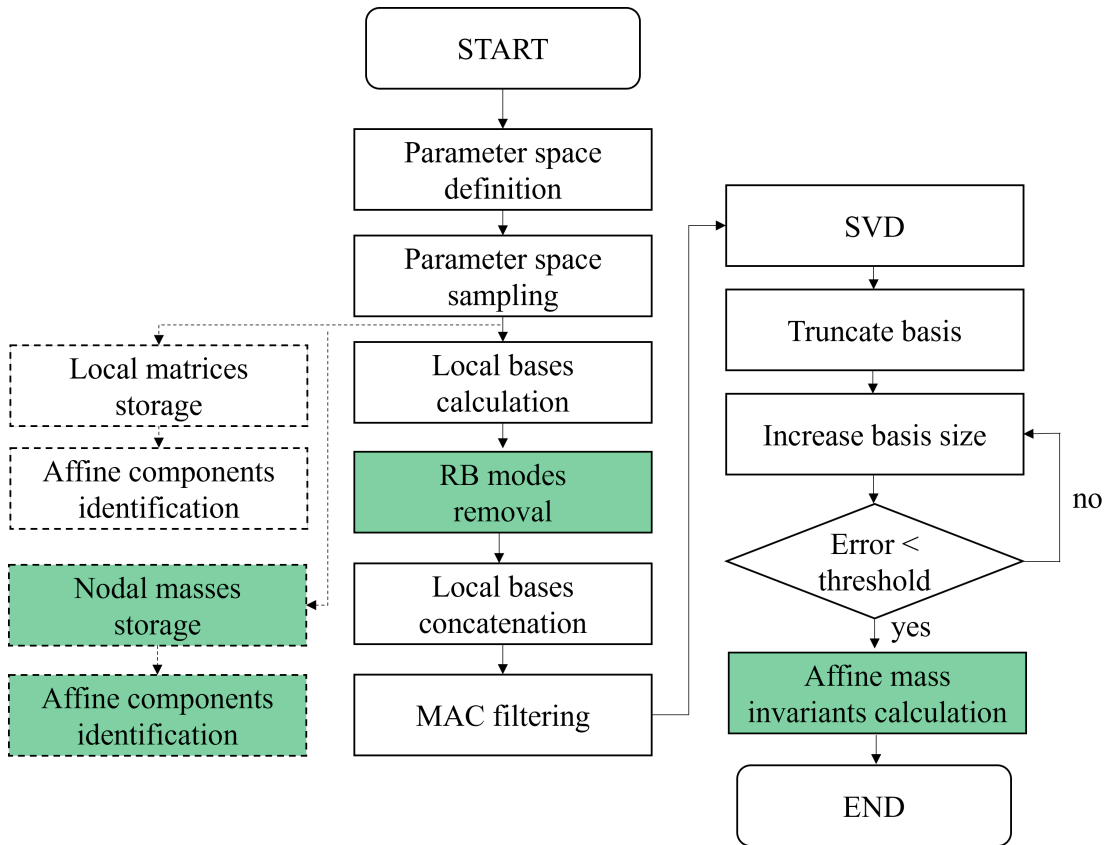 START
Parameter space
definition
Parameter space
sampling
Local matrices
storage
Affine components
identification
Nodal masses
storage
Affine components
identification
Local bases
calculation
RB modes
removal
Local bases
concatenation
MAC filtering
SVD
Truncate basis
Increase basis size
no
Error <
threshold
yes
Affine mass
invariants calculation
END